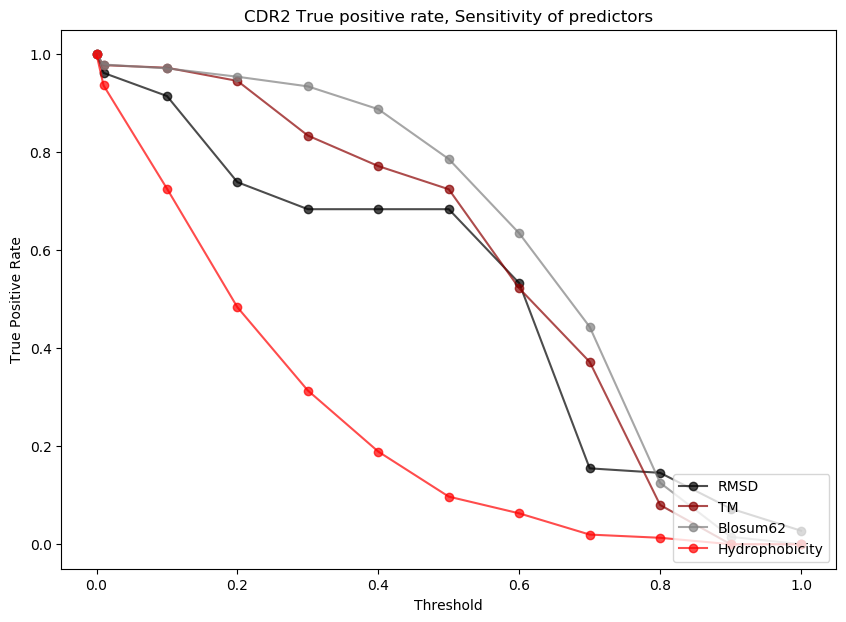 CDR2 True positive rate, Sensitivity of predictors
True Positive Rate
1.0
0.8
0.6
0.4
0.2
0.0
0.0 0.2 0.4 0.6 0.8 1.0
Threshold
RMSD
TM
Blosum62
Hydrophobicity